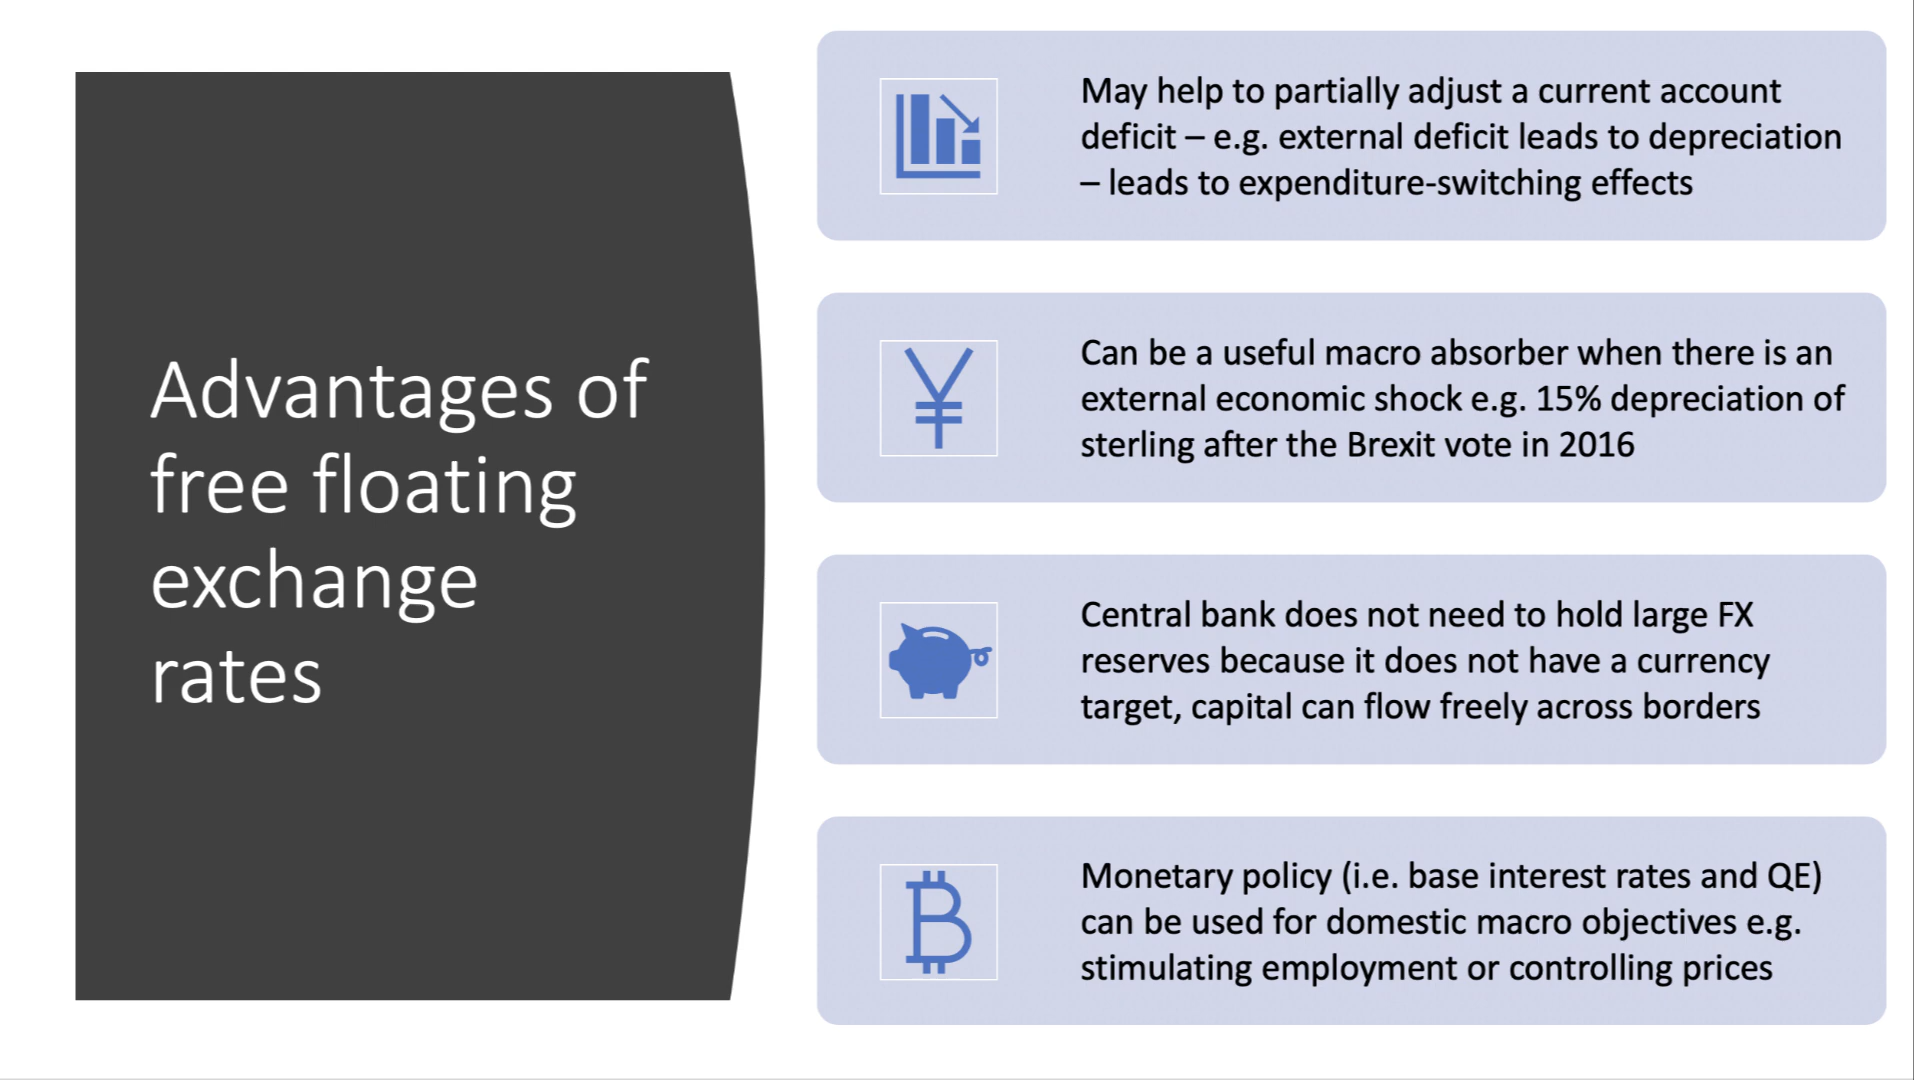 Advantages of
free floating
exchange
rates
May help to partially adjust a current account
deficit – e.g. external deficit leads to depreciation
– leads to expenditure-switching effects
Can be a useful macro absorber when there is an
external economic shock e.g. 15% depreciation of
sterling after the Brexit vote in 2016
Central bank does not need to hold large FX
reserves because it does not have a currency
target, capital can flow freely across borders
Monetary policy (i.e. base interest rates and QE)
can be used for domestic macro objectives e.g.
stimulating employment or controlling prices